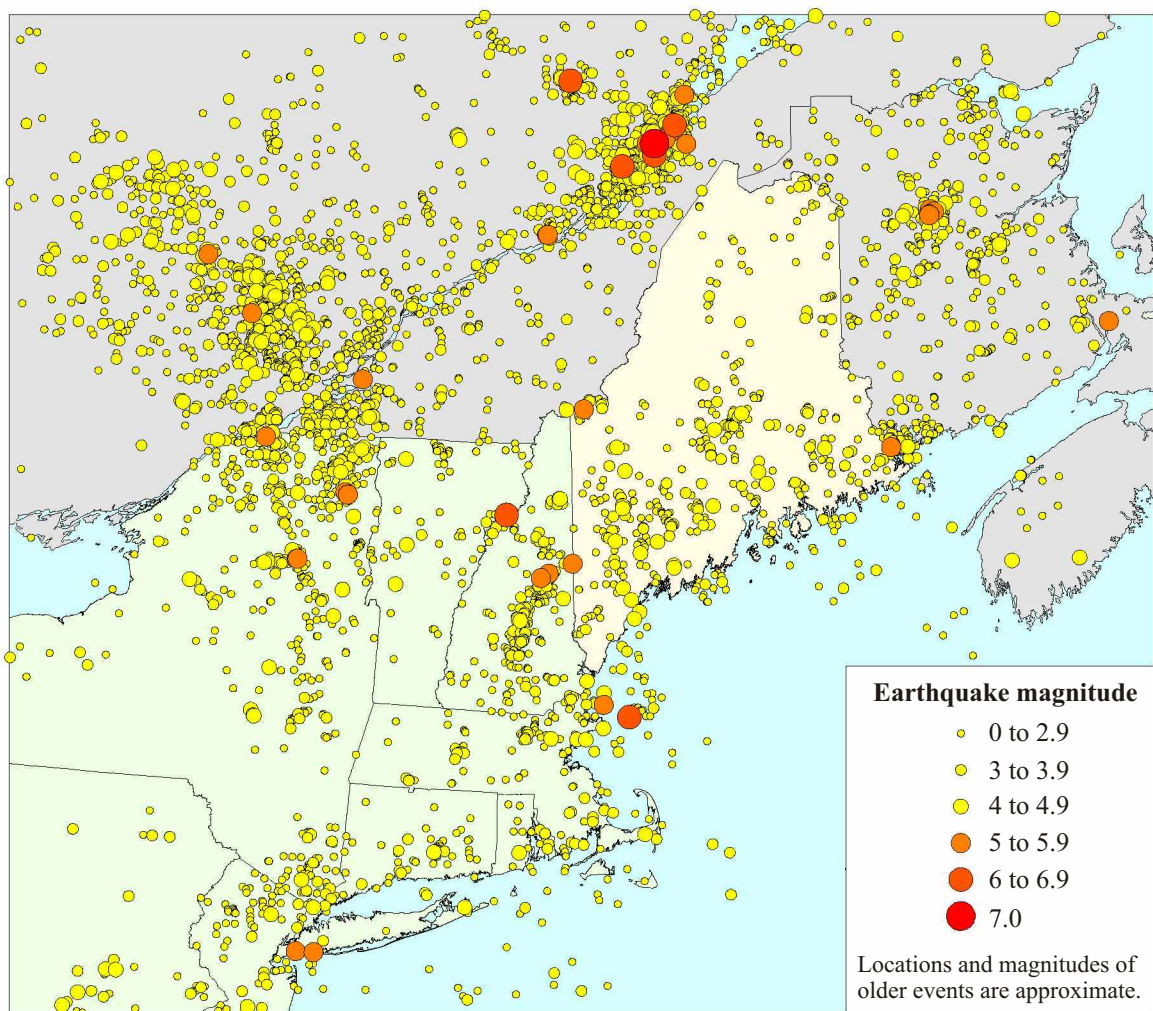 Earthquake magnitude
0 to 2.9
3 to 3.9
4 to 4.9
5 to 5.9
6 to 6.9
7.0
Locations and magnitudes of
older events are approximate.